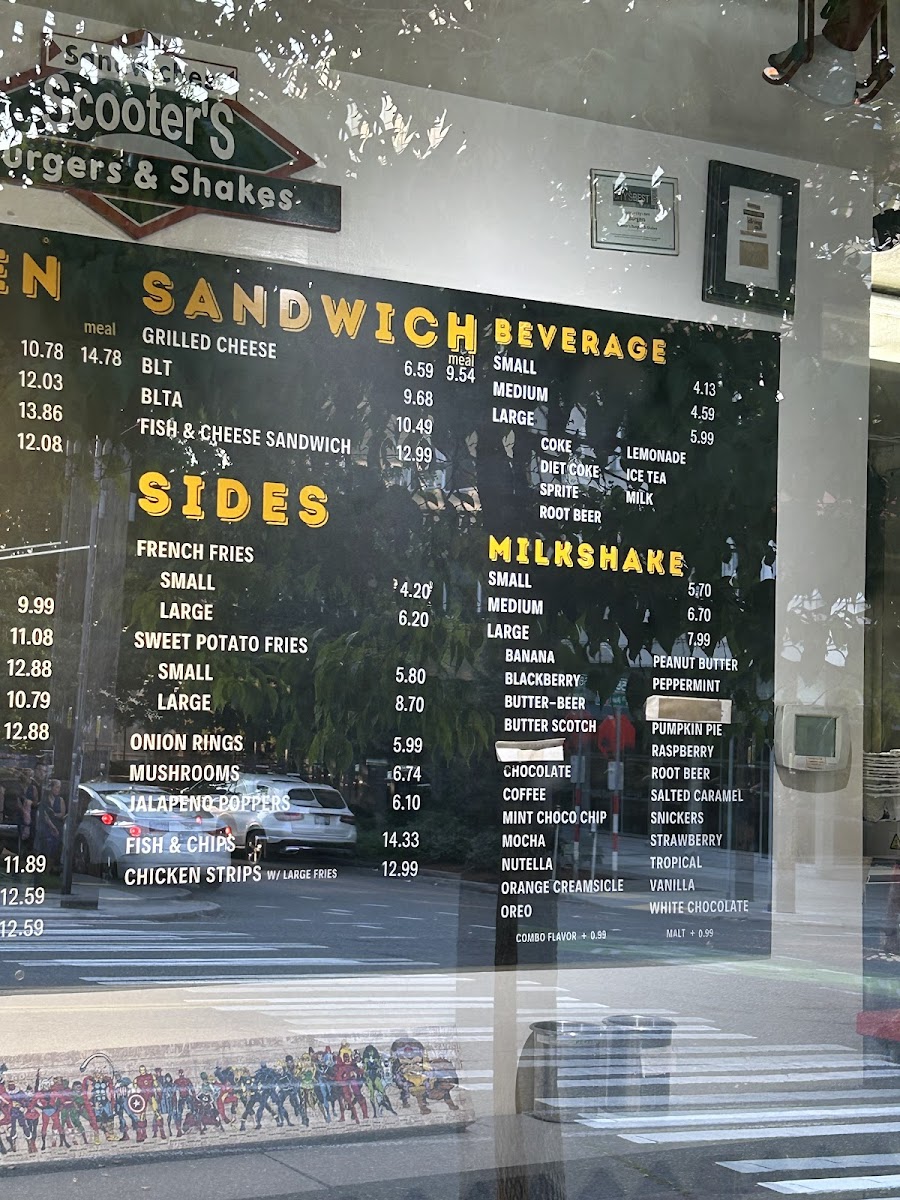 Sandwiches
Scooter's
urgers & Shakes
EN
meal
10.78 14.78
12.03
13.86
12.08
9.99
11.08
12.88
10.79
12.88
11.89
12.59
12.59
SANDWICH
meal
GRILLED CHEESE 6.59 9.54
BLT 9.68
BLTA 10.49
FISH & CHEESE SANDWICH 12.99
SIDES
FRENCH FRIES
SMALL 4.20
LARGE 6.20
SWEET POTATO FRIES
SMALL 5.80
LARGE 8.70
ONION RINGS 5.99
MUSHROOMS 6.74
JALAPENO POPPERS 6.10
FISH & CHIPS 14.33
CHICKEN STRIPS W/ LARGE FRIES 12.99
BEVERAGE
SMALL 4.13
MEDIUM 4.59
LARGE 5.99
COKE
DIET COKE
SPRITE
ROOT BEER
LEMONADE
ICE TEA
MILK
MILKSHAKE
SMALL 5.70
MEDIUM 6.70
LARGE 7.99
BANANA
BLACKBERRY
BUTTER-BEER
BUTTER SCOTCH
CHOCOLATE
COFFEE
MINT CHOCO CHIP
MOCHA
NUTELLA
ORANGE CREAMSICLE
OREO
COMBO FLAVOR + 0.99
PEANUT BUTTER
PEPPERMINT
PUMPKIN PIE
RASPBERRY
ROOT BEER
SALTED CARAMEL
SNICKERS
STRAWBERRY
TROPICAL
VANILLA
WHITE CHOCOLATE
MALT + 0.99